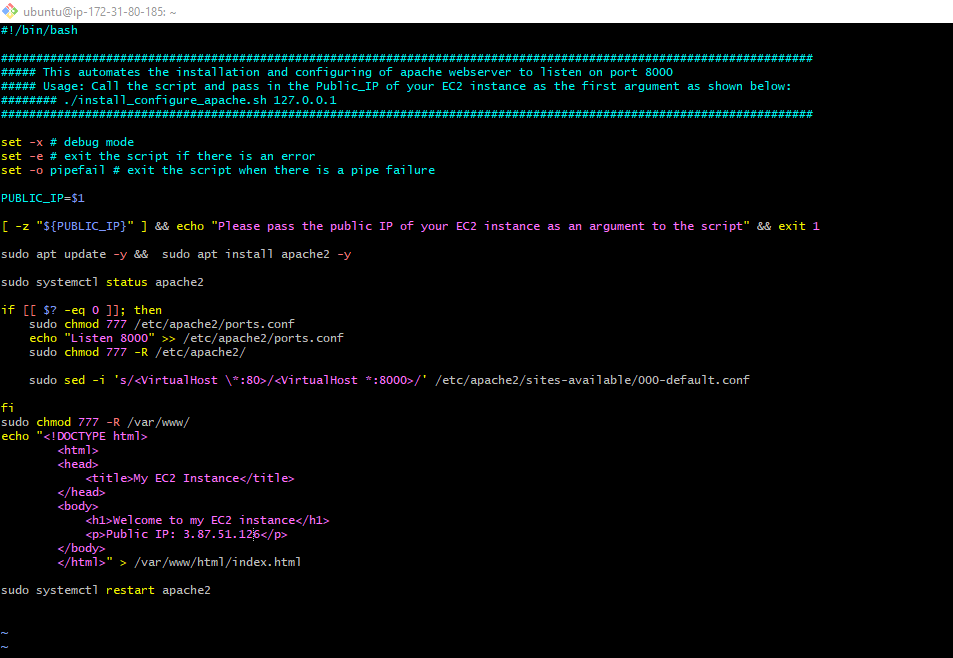 ubuntu@ip-172-31-80-185: ~
#!/bin/bash
####################################################################################################################
##### This automates the installation and configuring of apache webserver to listen on port 8000
##### Usage: Call the script and pass in the Public_IP of your EC2 instance as the first argument as shown below:
######## ./install_configure_apache.sh 127.0.0.1
####################################################################################################################
set -x # debug mode
set -e # exit the script if there is an error
set -o pipefail # exit the script when there is a pipe failure
PUBLIC_IP=$1
[ -z "${PUBLIC_IP}" ] && echo "Please pass the public IP of your EC2 instance as an argument to the script" && exit 1
sudo apt update -y &&  sudo apt install apache2 -y
sudo systemctl status apache2
if [[ $? -eq 0 ]]; then
    sudo chmod 777 /etc/apache2/ports.conf
    echo "Listen 8000" >> /etc/apache2/ports.conf
    sudo chmod 777 -R /etc/apache2/
    sudo sed -i 's/<VirtualHost \*:80>/<VirtualHost *:8000>/' /etc/apache2/sites-available/000-default.conf
fi
sudo chmod 777 -R /var/www/
echo "<!DOCTYPE html>
        <html>
        <head>
            <title>My EC2 Instance</title>
        </head>
        <body>
            <h1>Welcome to my EC2 instance</h1>
            <p>Public IP: 3.87.51.126</p>
        </body>
        </html>" > /var/www/html/index.html
sudo systemctl restart apache2
~
~